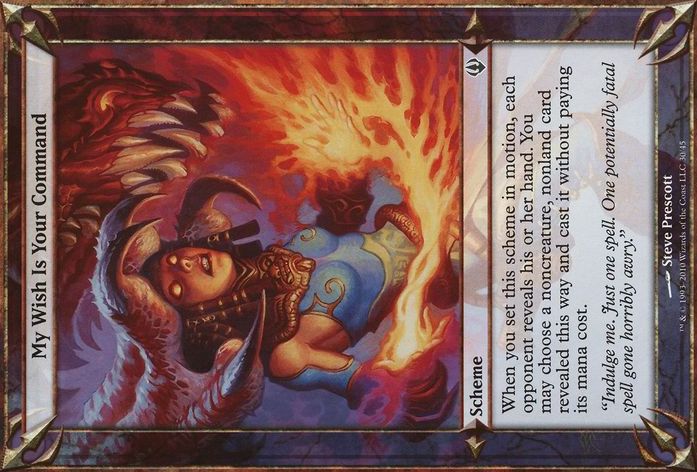 My Wish Is Your Command
Scheme
When you set this scheme in motion, each
opponent reveals his or her hand. You
may choose a noncreature, nonland card
revealed this way and cast it without paying
its mana cost.
“Indulge me. Just one spell. One potentially fatal
spell gone horribly awry.”
Steve Prescott
™ & © 1993–2010 Wizards of the Coast LLC 30/45